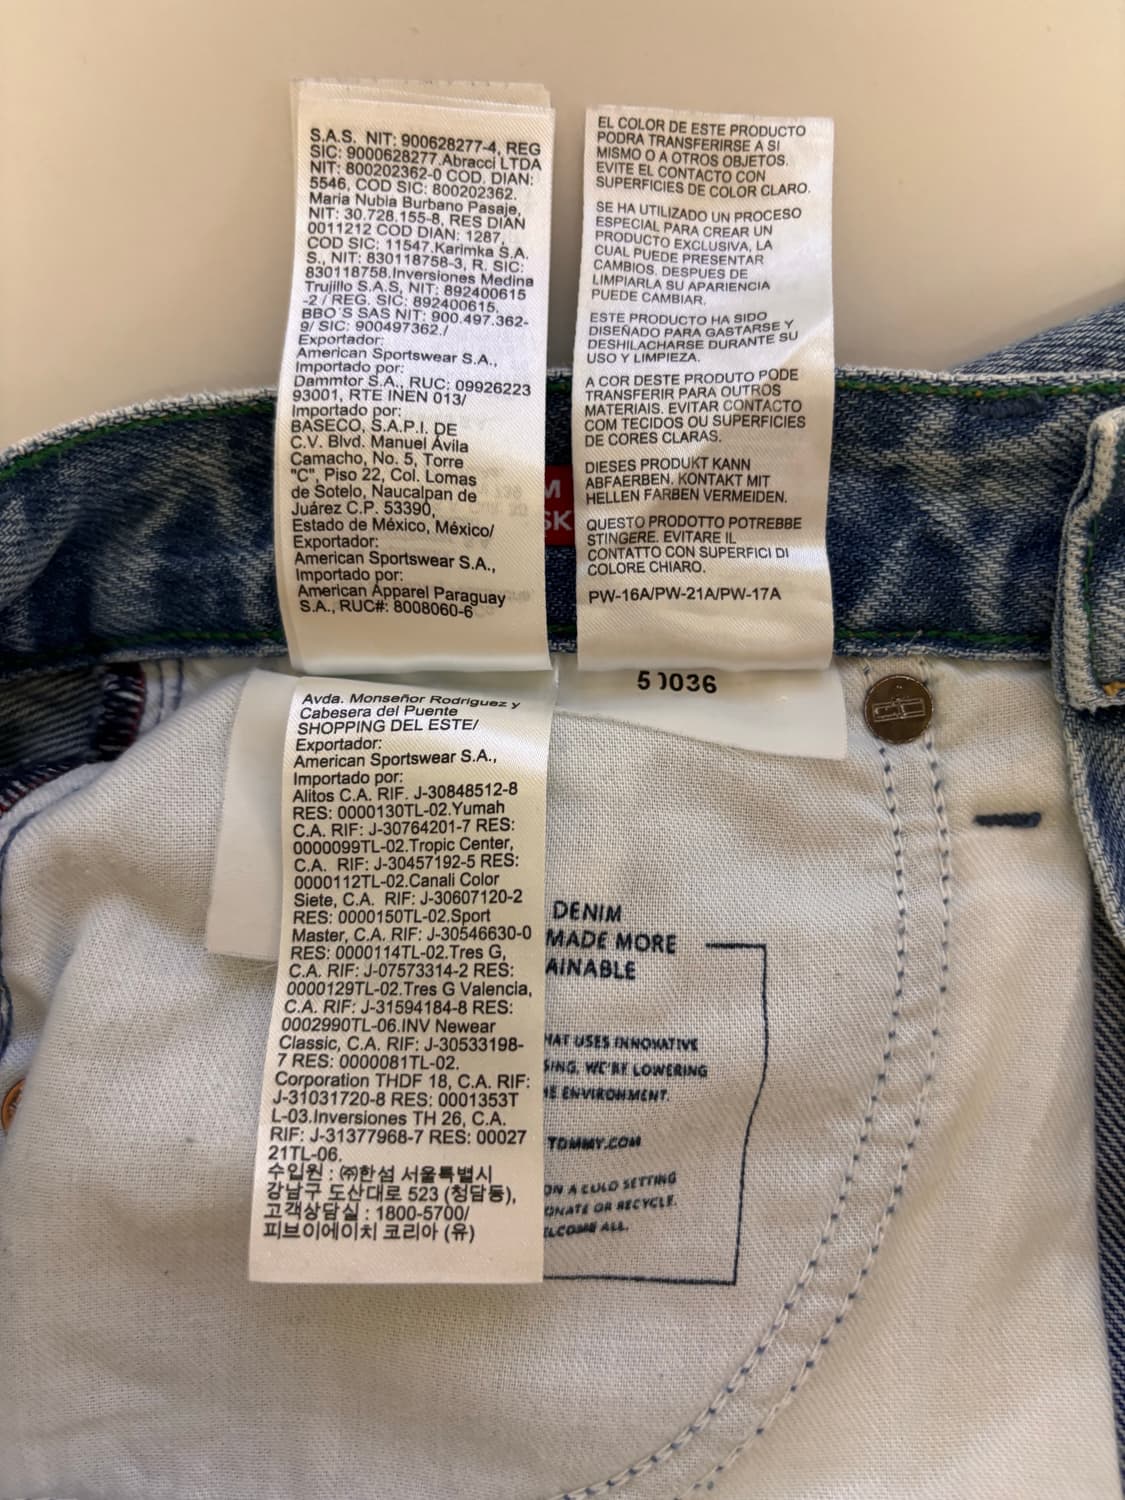 S.A.S. NIT: 900628277-4, REG
SIC: 9000628277.Abracci LTDA
NIT: 800202362-0 COD. DIAN:
5546, COD SIC: 800202362.
Maria Nubia Burbano Pasaje,
NIT: 30.728.155-8, RES DIAN
0011212 COD DIAN: 1287,
COD SIC: 11547.Karimka S.A.
S., NIT: 830118758-3, R. SIC:
830118758.Inversiones Medina
Trujillo S.A.S, NIT: 892400615
-2 / REG. SIC: 892400615.
BBO´S SAS NIT: 900.497.362-
9/ SIC: 900497362./
Exportador:
American Sportswear S.A.,
Importado por:
Dammtor S.A., RUC: 09926223
93001, RTE INEN 013/
Importado por:
BASECO, S.A.P.I. DE
C.V. Blvd. Manuel Ávila
Camacho, No. 5, Torre
"C", Piso 22, Col. Lomas
de Sotelo, Naucalpan de
Juárez C.P. 53390,
Estado de México, México/
Exportador:
American Sportswear S.A.,
Importado por:
American Apparel Paraguay
S.A., RUC#: 8008060-6
Avda. Monseñor Rodriguez y
Cabesera del Puente
SHOPPING DEL ESTE/
Exportador:
American Sportswear S.A.,
Importado por:
Alitos C.A. RIF. J-30848512-8
RES: 0000130TL-02.Yumah
C.A. RIF: J-30764201-7 RES:
0000099TL-02.Tropic Center,
C.A. RIF: J-30457192-5 RES:
0000112TL-02.Canali Color
Siete, C.A. RIF: J-30607120-2
RES: 0000150TL-02.Sport
Master, C.A. RIF: J-30546630-0
RES: 0000114TL-02.Tres G,
C.A. RIF: J-07573314-2 RES:
0000129TL-02.Tres G Valencia,
C.A. RIF: J-31594184-8 RES:
0002990TL-06.INV Newear
Classic, C.A. RIF: J-30533198-
7 RES: 0000081TL-02.
Corporation THDF 18, C.A. RIF:
J-31031720-8 RES: 0001353T
L-03.Inversiones TH 26, C.A.
RIF: J-31377968-7 RES: 00027
21TL-06.
수입원 : ㈜한섬 서울특별시
강남구 도산대로 523 (청담동),
고객상담실 : 1800-5700/
피브이에이치 코리아 (유)
EL COLOR DE ESTE PRODUCTO
PODRA TRANSFERIRSE A SI
MISMO O A OTROS OBJETOS.
EVITE EL CONTACTO CON
SUPERFICIES DE COLOR CLARO.
SE HA UTILIZADO UN PROCESO
ESPECIAL PARA CREAR UN
PRODUCTO EXCLUSIVA, LA
CUAL PUEDE PRESENTAR
CAMBIOS. DESPUES DE
LIMPIARLA SU APARIENCIA
PUEDE CAMBIAR.
ESTE PRODUCTO HA SIDO
DISEÑADO PARA GASTARSE Y
DESHILACHARSE DURANTE SU
USO Y LIMPIEZA.
A COR DESTE PRODUTO PODE
TRANSFERIR PARA OUTROS
MATERIAIS. EVITAR CONTACTO
COM TECIDOS OU SUPERFICIES
DE CORES CLARAS.
DIESES PRODUKT KANN
ABFAERBEN. KONTAKT MIT
HELLEN FARBEN VERMEIDEN.
QUESTO PRODOTTO POTREBBE
STINGERE. EVITARE IL
CONTATTO CON SUPERFICI DI
COLORE CHIARO.
PW-16A/PW-21A/PW-17A
DENIM
MADE MORE
AINABLE
HAT USES INNOVATIVE
SING, WE'RE LOWERING
HE ENVIRONMENT.
TOMMY.COM
ON A COLD SETTING
ONATE OR RECYCLE.
ELCOME ALL.